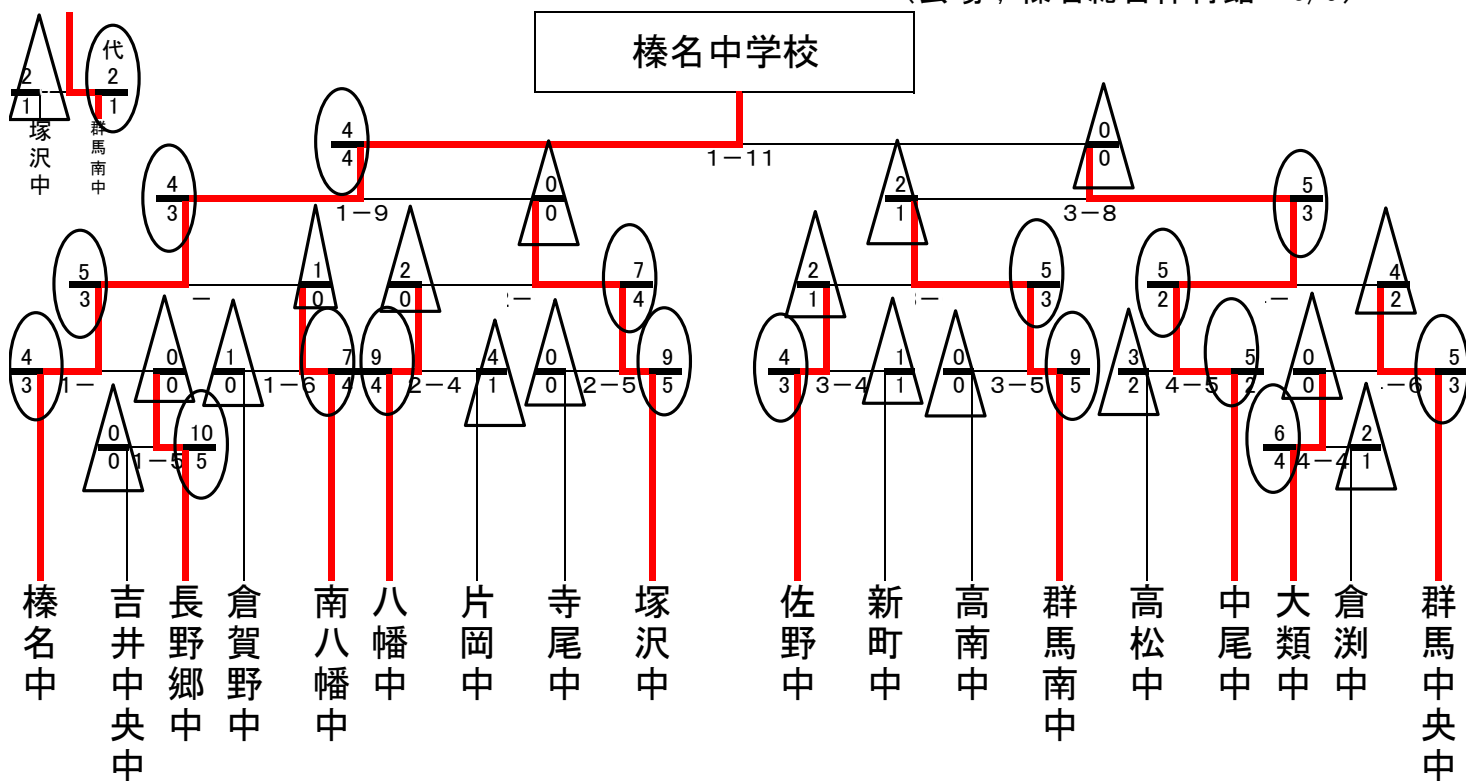 榛名中学校
代
2 2
1 1
塚沢中
群馬南中
4 0
4 0
1-11
4 0 2 5
3 0 1 3
1-9 3-8
5 1 2 7 2 5 5 4
3 0 0 4 1 3 2 2
4 0 1 7 9 4 0 9 4 1 0 9 3 5 0 5
3 0 0 4 4 1 0 5 3 1 0 5 2 2 0 3
1-6 2-4 2-5 3-4 3-5 4-5
0 10 6 2
0 5 4 1
1-5 4-4
榛名中
吉井中央中
長野郷中
倉賀野中
南八幡中
八幡中
片岡中
寺尾中
塚沢中
佐野中
新町中
高南中
群馬南中
高松中
中尾中
大類中
倉渕中
群馬中央中